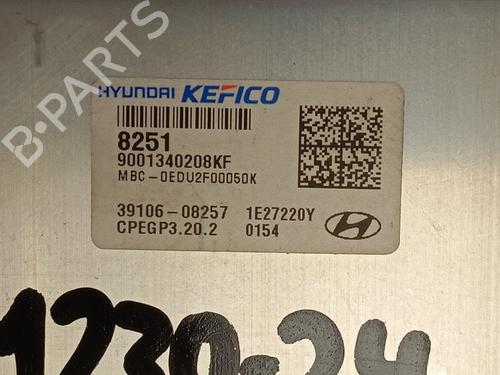 HYUNDAI KEFICO
8251
9001340208KF
MBC-0EDU2F00050K
39106-08257 1E27220Y
CPEGP3.20.2 0154
1230-24
B-PARTS